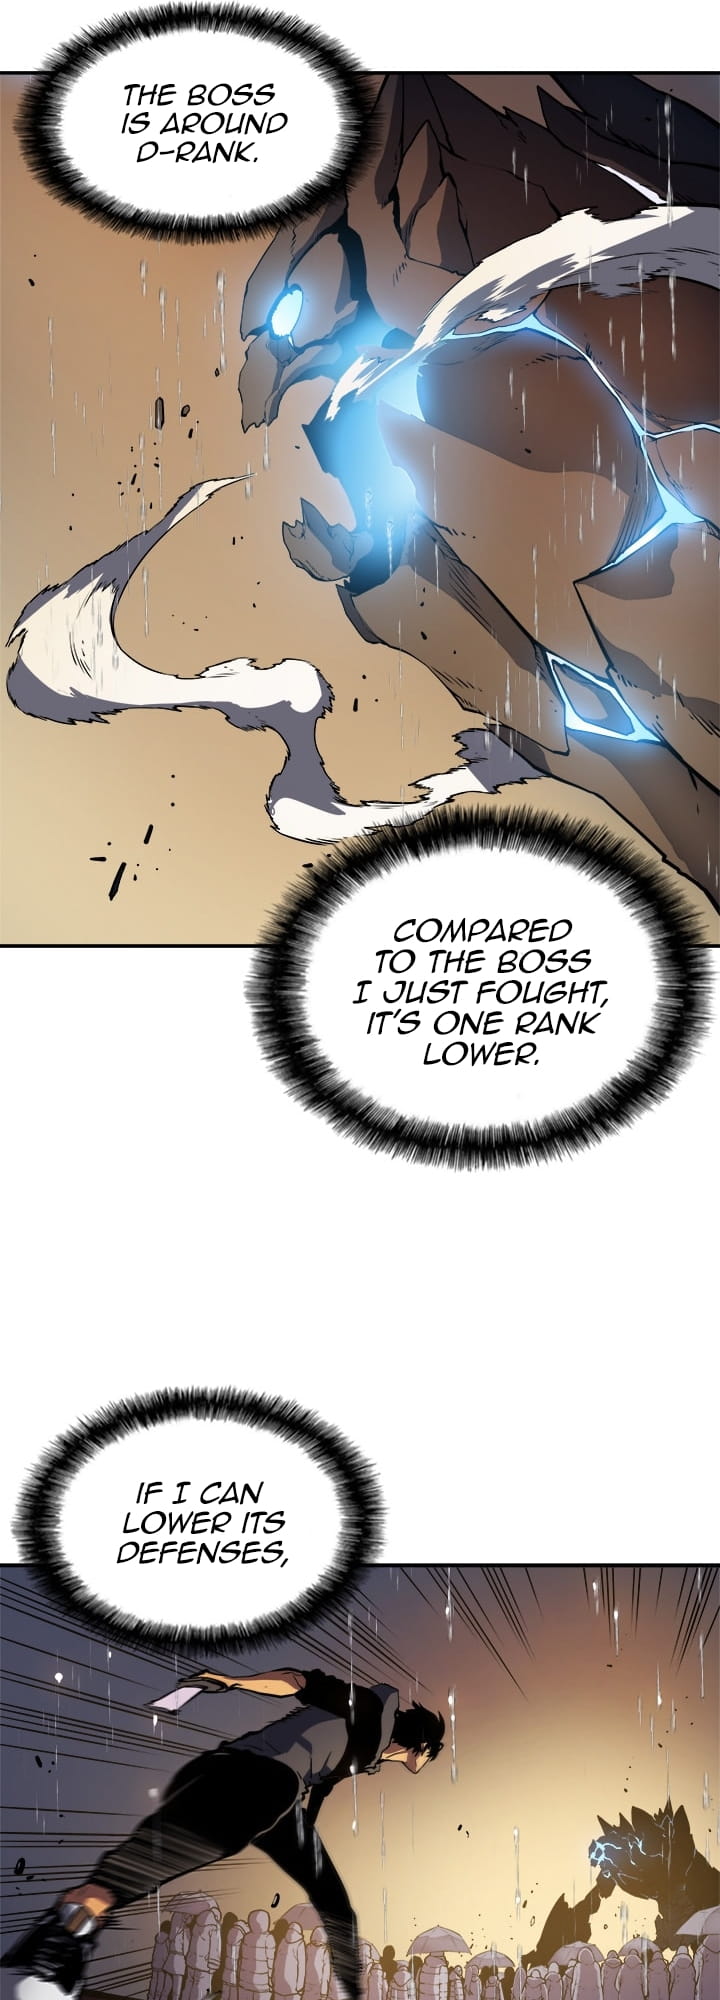 THE BOSS
IS AROUND
D-RANK.
COMPARED
TO THE BOSS
I JUST FOUGHT,
IT'S ONE RANK
LOWER.
IF I CAN
LOWER ITS
DEFENSES,